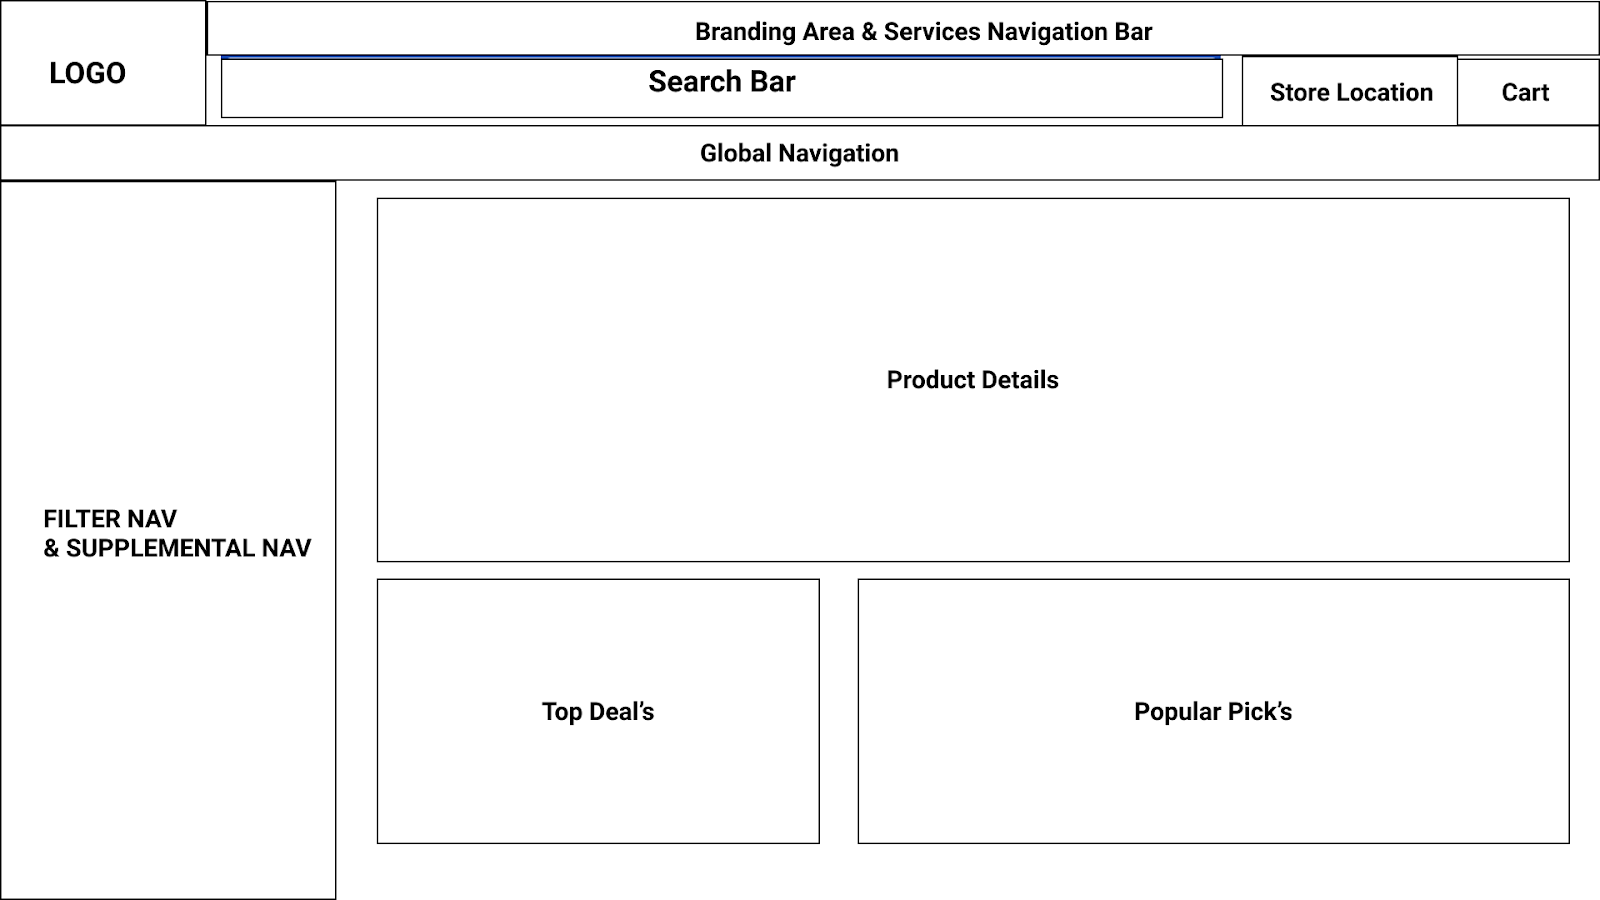 LOGO
Branding Area & Services Navigation Bar
Search Bar
Store Location
Cart
Global Navigation
FILTER NAV
& SUPPLEMENTAL NAV
Product Details
Top Deal’s
Popular Pick’s